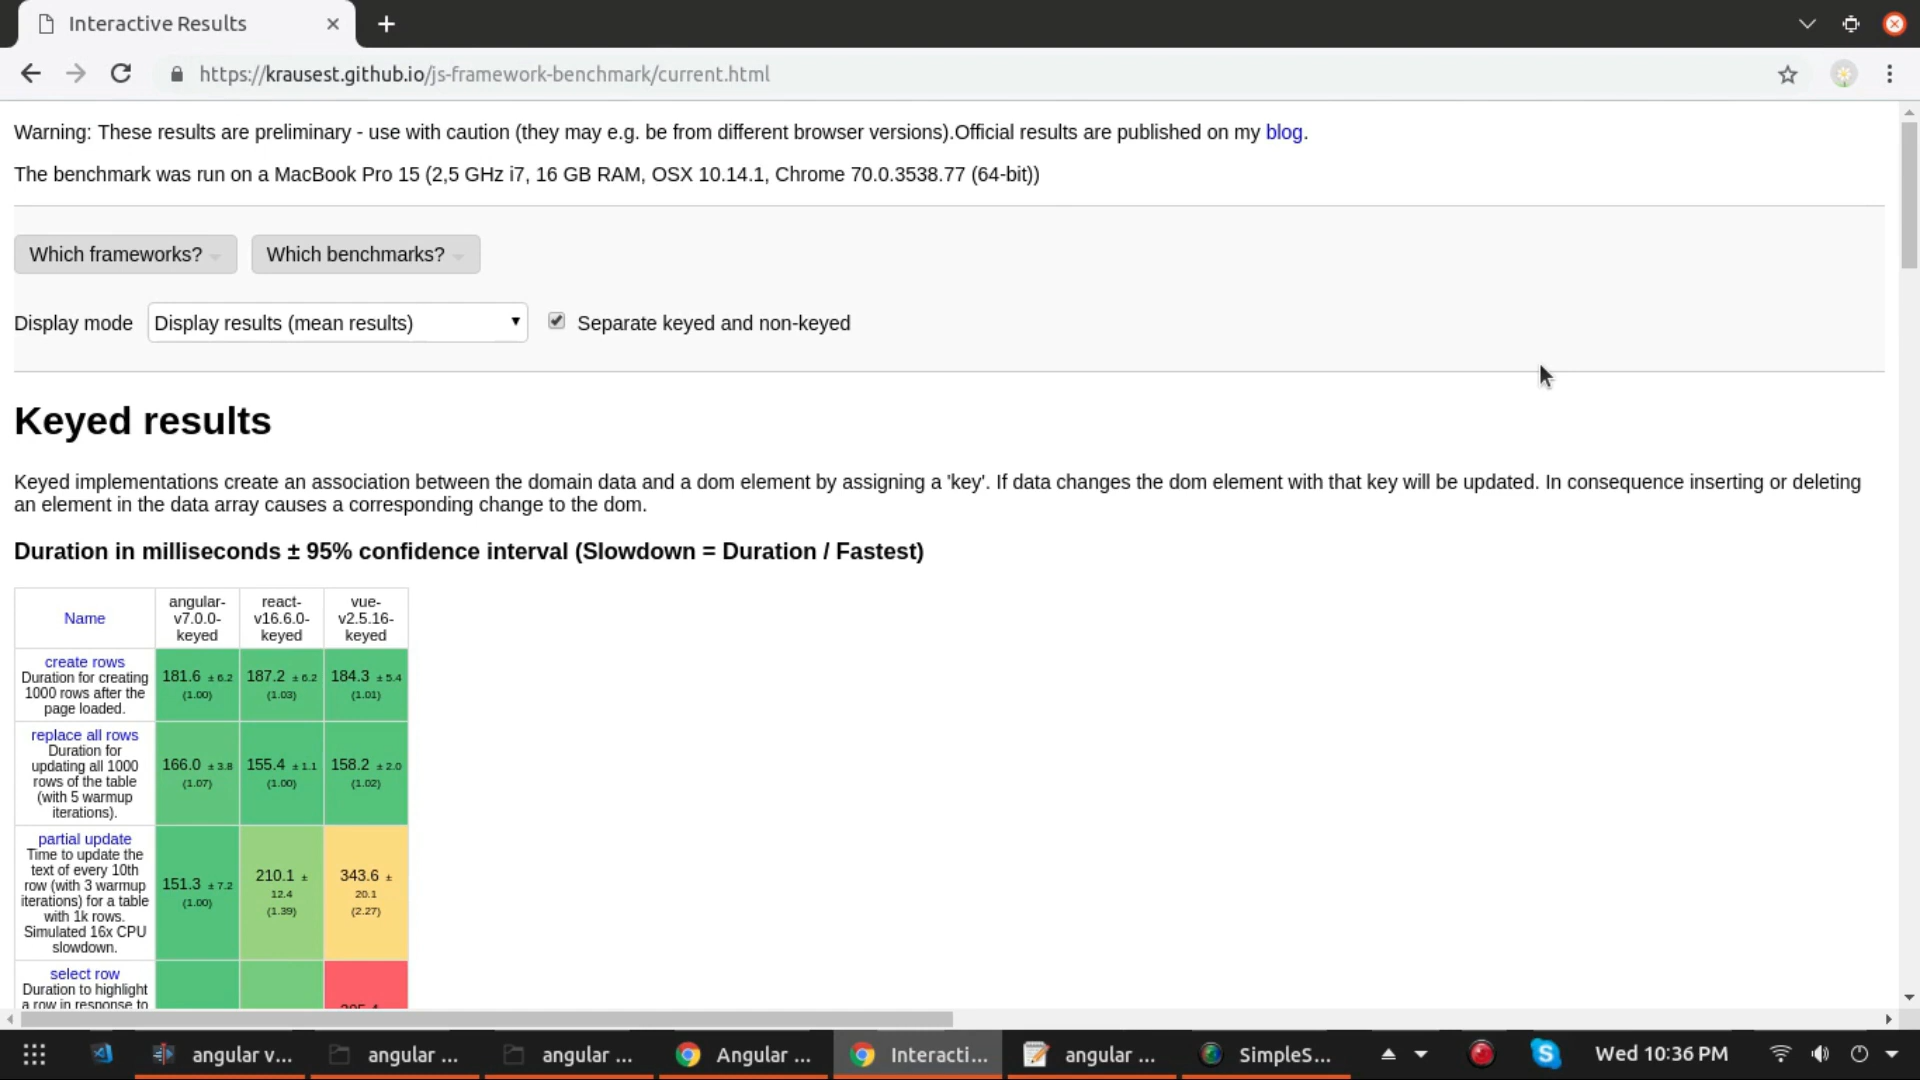 Interactive Results
https://krausest.github.io/js-framework-benchmark/current.html
Warning: These results are preliminary - use with caution (they may e.g. be from different browser versions).Official results are published on my blog.
The benchmark was run on a MacBook Pro 15 (2,5 GHz i7, 16 GB RAM, OSX 10.14.1, Chrome 70.0.3538.77 (64-bit))
Which frameworks? Which benchmarks?
Display mode Display results (mean results) Separate keyed and non-keyed
Keyed results
Keyed implementations create an association between the domain data and a dom element by assigning a 'key'. If data changes the dom element with that key will be updated. In consequence inserting or deleting
an element in the data array causes a corresponding change to the dom.
Duration in milliseconds ± 95% confidence interval (Slowdown = Duration / Fastest)
Name
angular-
v7.0.0-
keyed
react-
v16.6.0-
keyed
vue-
v2.5.16-
keyed
create rows
Duration for creating
1000 rows after the
page loaded.
181.6 ± 6.2
(1.00)
187.2 ± 6.2
(1.03)
184.3 ± 5.4
(1.01)
replace all rows
Duration for
updating all 1000
rows of the table
(with 5 warmup
iterations).
166.0 ± 3.8
(1.07)
155.4 ± 1.1
(1.00)
158.2 ± 2.0
(1.02)
partial update
Time to update the
text of every 10th
row (with 3 warmup
iterations) for a table
with 1k rows.
Simulated 16x CPU
slowdown.
151.3 ± 7.2
(1.00)
210.1 ±
12.4
(1.39)
343.6 ±
20.1
(2.27)
select row
Duration to highlight
a row in response to
angular v... angular ... angular ... Angular ... Interacti... angular ... SimpleS... Wed 10:36 PM